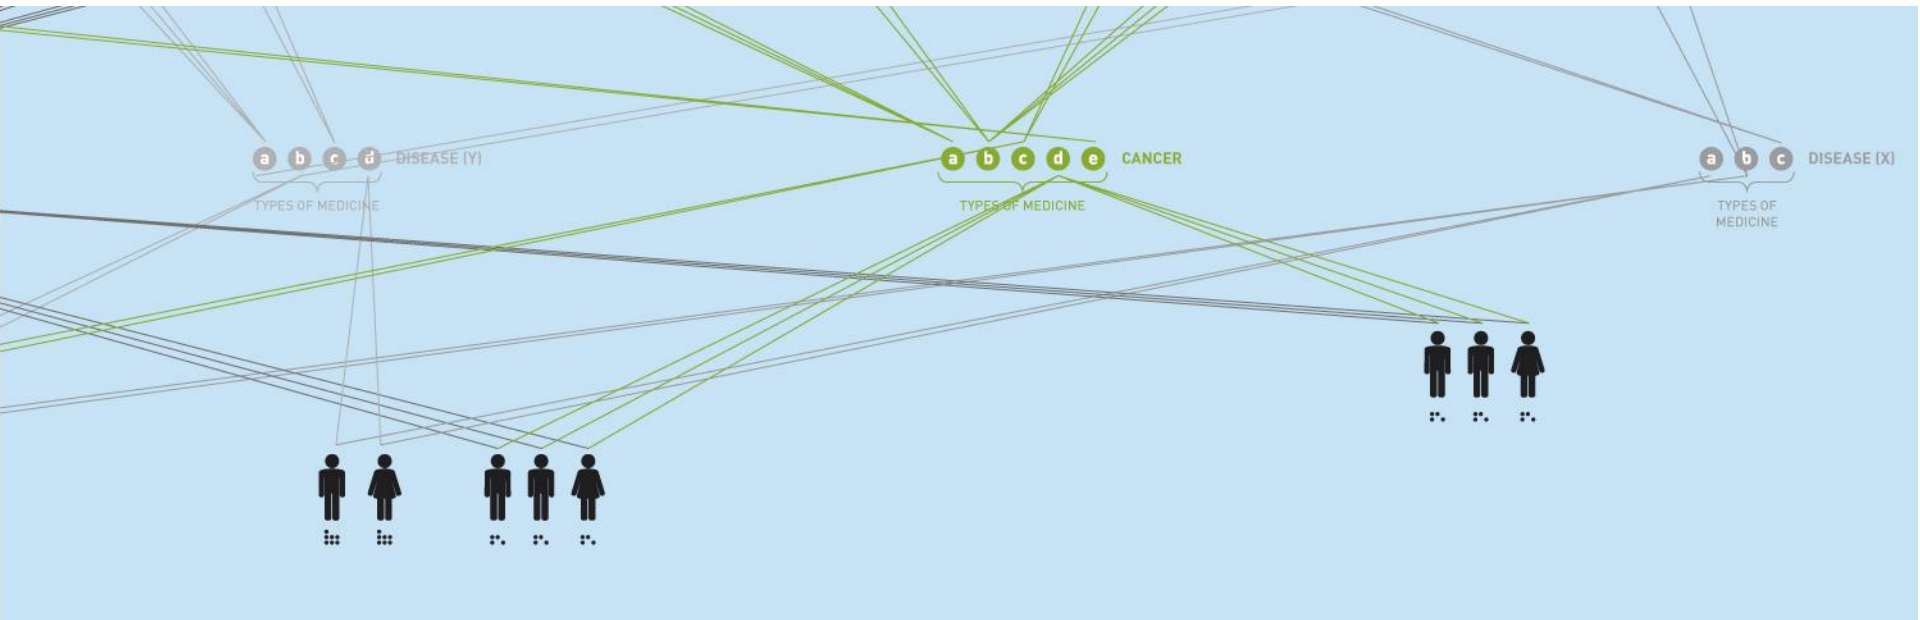 a b c d DISEASE (Y)
TYPES OF MEDICINE
a b c d e CANCER
TYPES OF MEDICINE
a b c DISEASE (X)
TYPES OF
MEDICINE